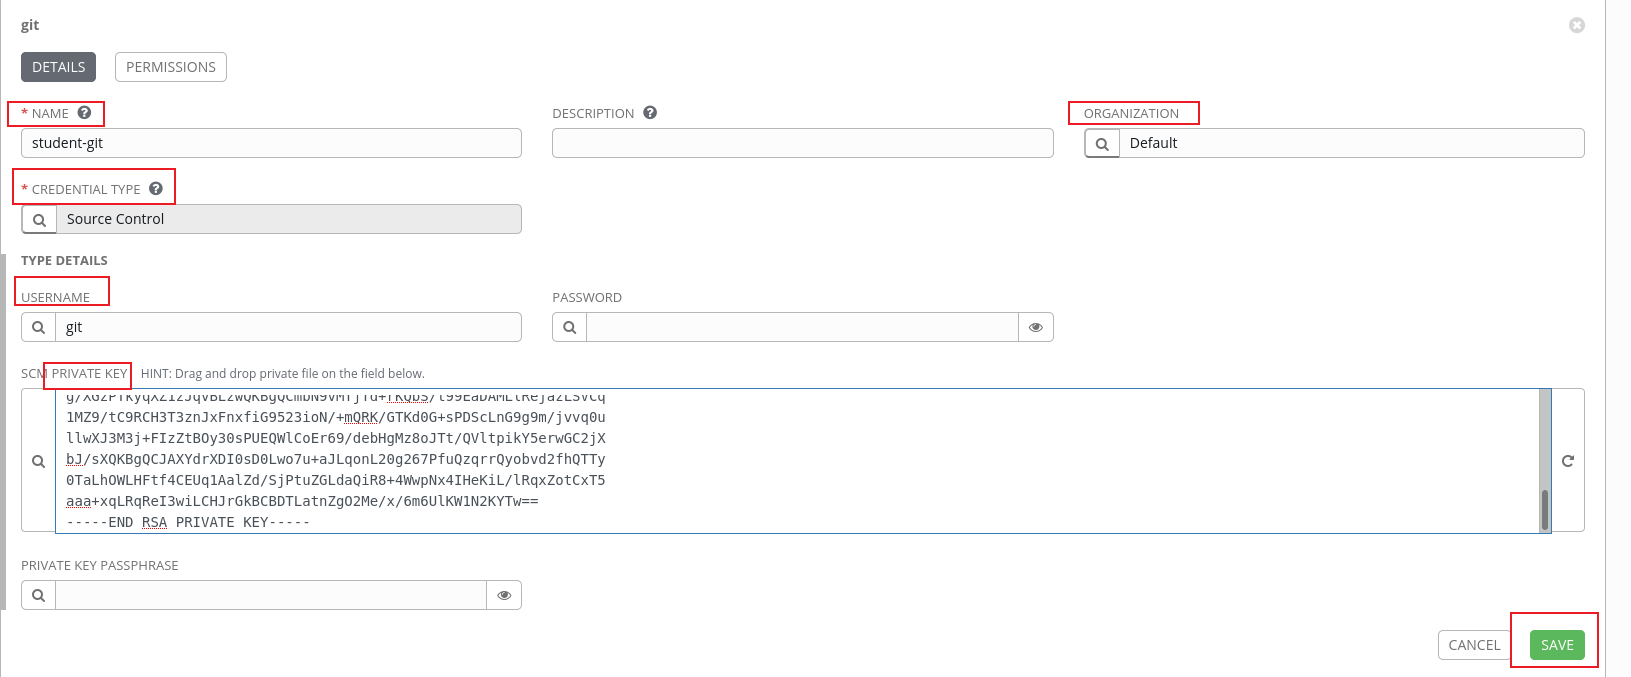 git
DETAILS PERMISSIONS
* NAME ? DESCRIPTION ? ORGANIZATION
student-git Default
* CREDENTIAL TYPE ?
Source Control
TYPE DETAILS
USERNAME PASSWORD
git
SCM PRIVATE KEY HINT: Drag and drop private file on the field below.
1MZ9/tC9RCH3T3znJxFnxfiG9523ioN/+mQRK/GTKd0G+sPDScLnG9g9m/jvvq0u
llwXJ3M3j+FIzZtBOy30sPUEQWlCoEr69/debHgMz8oJTt/QVltpikY5erwGC2jX
bJ/sXQKBgQCJAXYdrXDI0sD0Lwo7u+aJLqonL20g267PfuQzqrrQyobvd2fhQTTy
0TaLhOWLHFtf4CEUq1AalZd/SjPtuZGLdaQiR8+4WwpNx4IHeKiL/lRqxZotCxT5
aaa+xqLRqReI3wiLCHJrGkBCBDTLatnZgO2Me/x/6m6UlKW1N2KYTw==
-----END RSA PRIVATE KEY-----
PRIVATE KEY PASSPHRASE
CANCEL SAVE